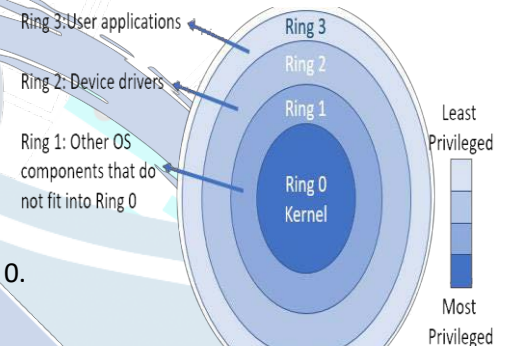 Ring 3:User applications
Ring 2: Device drivers
Ring 1: Other OS
components that do
not fit into Ring 0
0.
Ring 3
Ring 2
Ring 1
Ring 0
Kernel
Least
Privileged
Most
Privileged